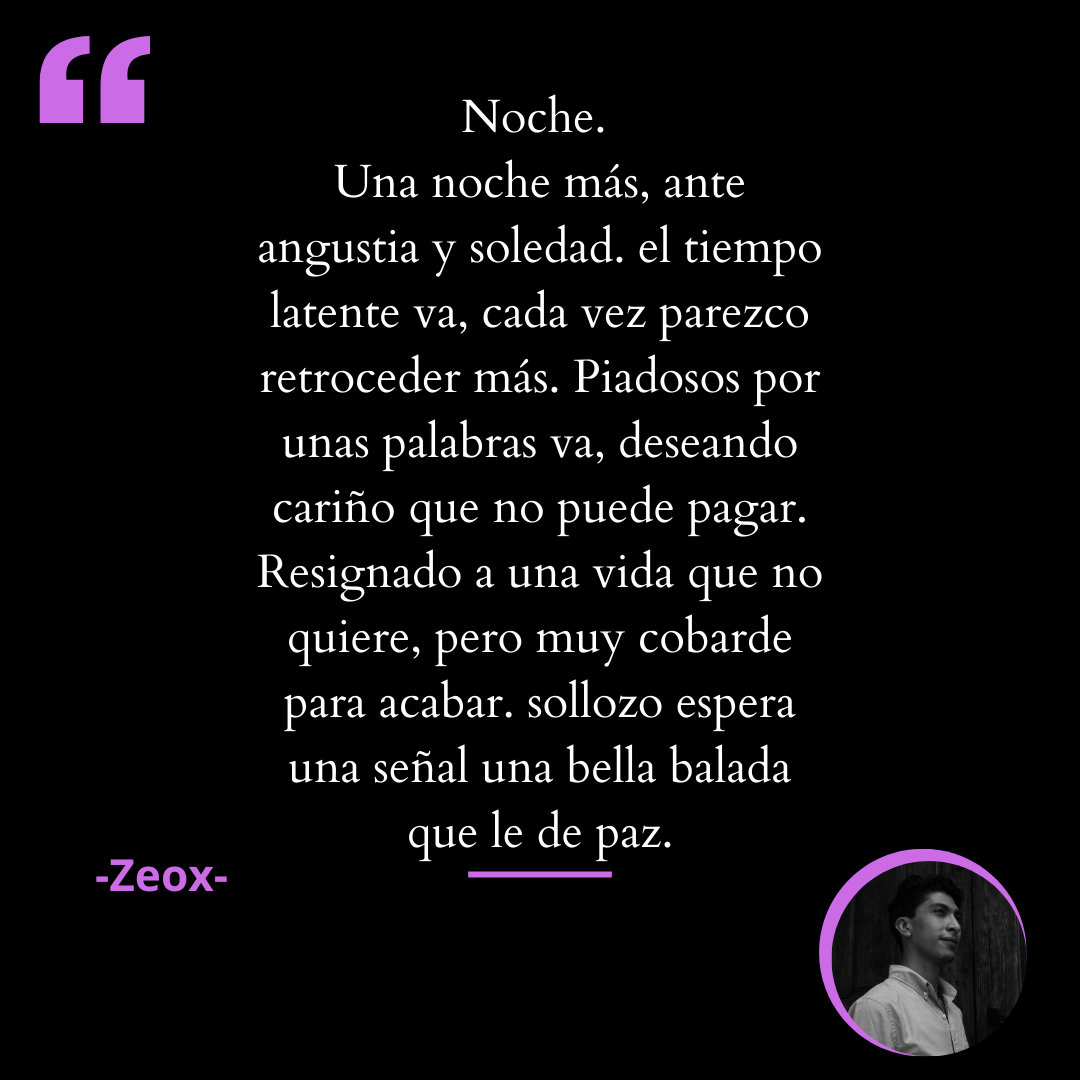 “
Noche.
Una noche más, ante
angustia y soledad. el tiempo
latente va, cada vez parezco
retroceder más. Piadosos por
unas palabras va, deseando
cariño que no puede pagar.
Resignado a una vida que no
quiere, pero muy cobarde
para acabar. sollozo espera
una señal una bella balada
que le de paz.
-Zeox-